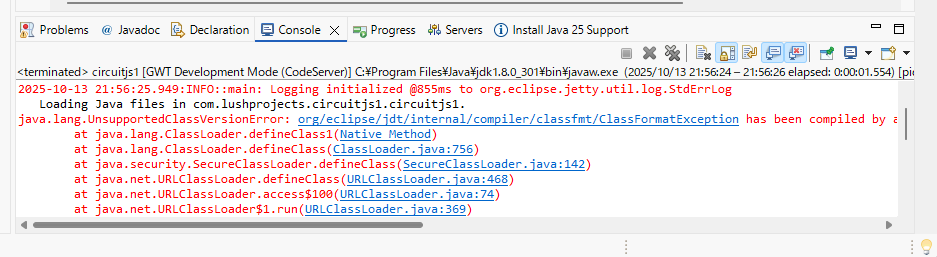 Problems @ Javadoc Declaration Console × Progress Servers Install Java 25 Support
<terminated> circuitjs1 [GWT Development Mode (CodeServer)] C:¥Program Files¥Java¥jdk1.8.0_301¥bin¥javaw.exe (2025/10/13 21:56:24 – 21:56:26 elapsed: 0:00:01.554) [pi
2025-10-13 21:56:25.949:INFO::main: Logging initialized @855ms to org.eclipse.jetty.util.log.StdErrLog
Loading Java files in com.lushprojects.circuitjs1.circuitjs1.
java.lang.UnsupportedClassVersionError: org/eclipse/jdt/internal/compiler/classfmt/ClassFormatException has been compiled by a
at java.lang.ClassLoader.defineClass1(Native Method)
at java.lang.ClassLoader.defineClass(ClassLoader.java:756)
at java.security.SecureClassLoader.defineClass(SecureClassLoader.java:142)
at java.net.URLClassLoader.defineClass(URLClassLoader.java:468)
at java.net.URLClassLoader.access$100(URLClassLoader.java:74)
at java.net.URLClassLoader$1.run(URLClassLoader.java:369)